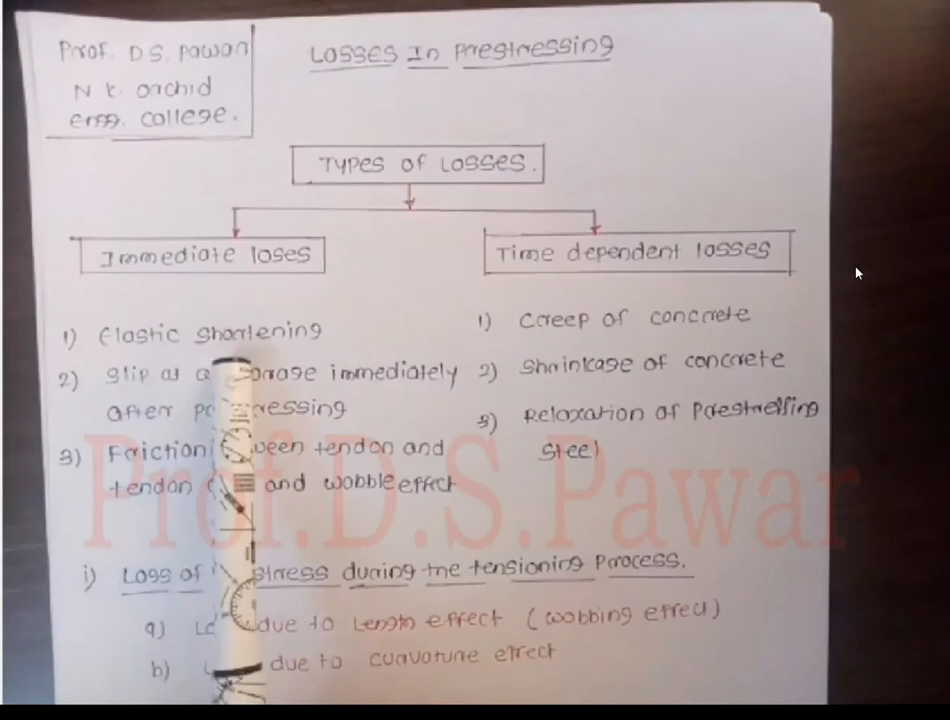 Prof. D.S. Pawar
N K. orchid
engg. college.
Losses In Prestressing
Types of Losses.
Immediate loses
Time dependent losses
1) Elastic shortening
2) Slip at immediately
after
3) Friction tendon and
tendon and wobble effect
1) Creep of concrete
2) Shrinkage of concrete
3) Relaxation of Prestressing
steel
Prof.D.S.Pawar
i) Loss of stress during the tensioning Process.
a) due to Length effect (wobbing effect)
b) due to curvature effect